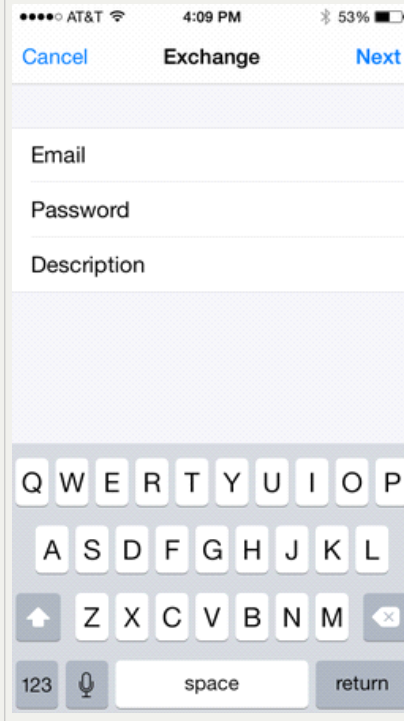 AT&T 4:09 PM 53%
Cancel Exchange Next
Email
Password
Description
Q W E R T Y U I O P
A S D F G H J K L
Z X C V B N M
123 space return